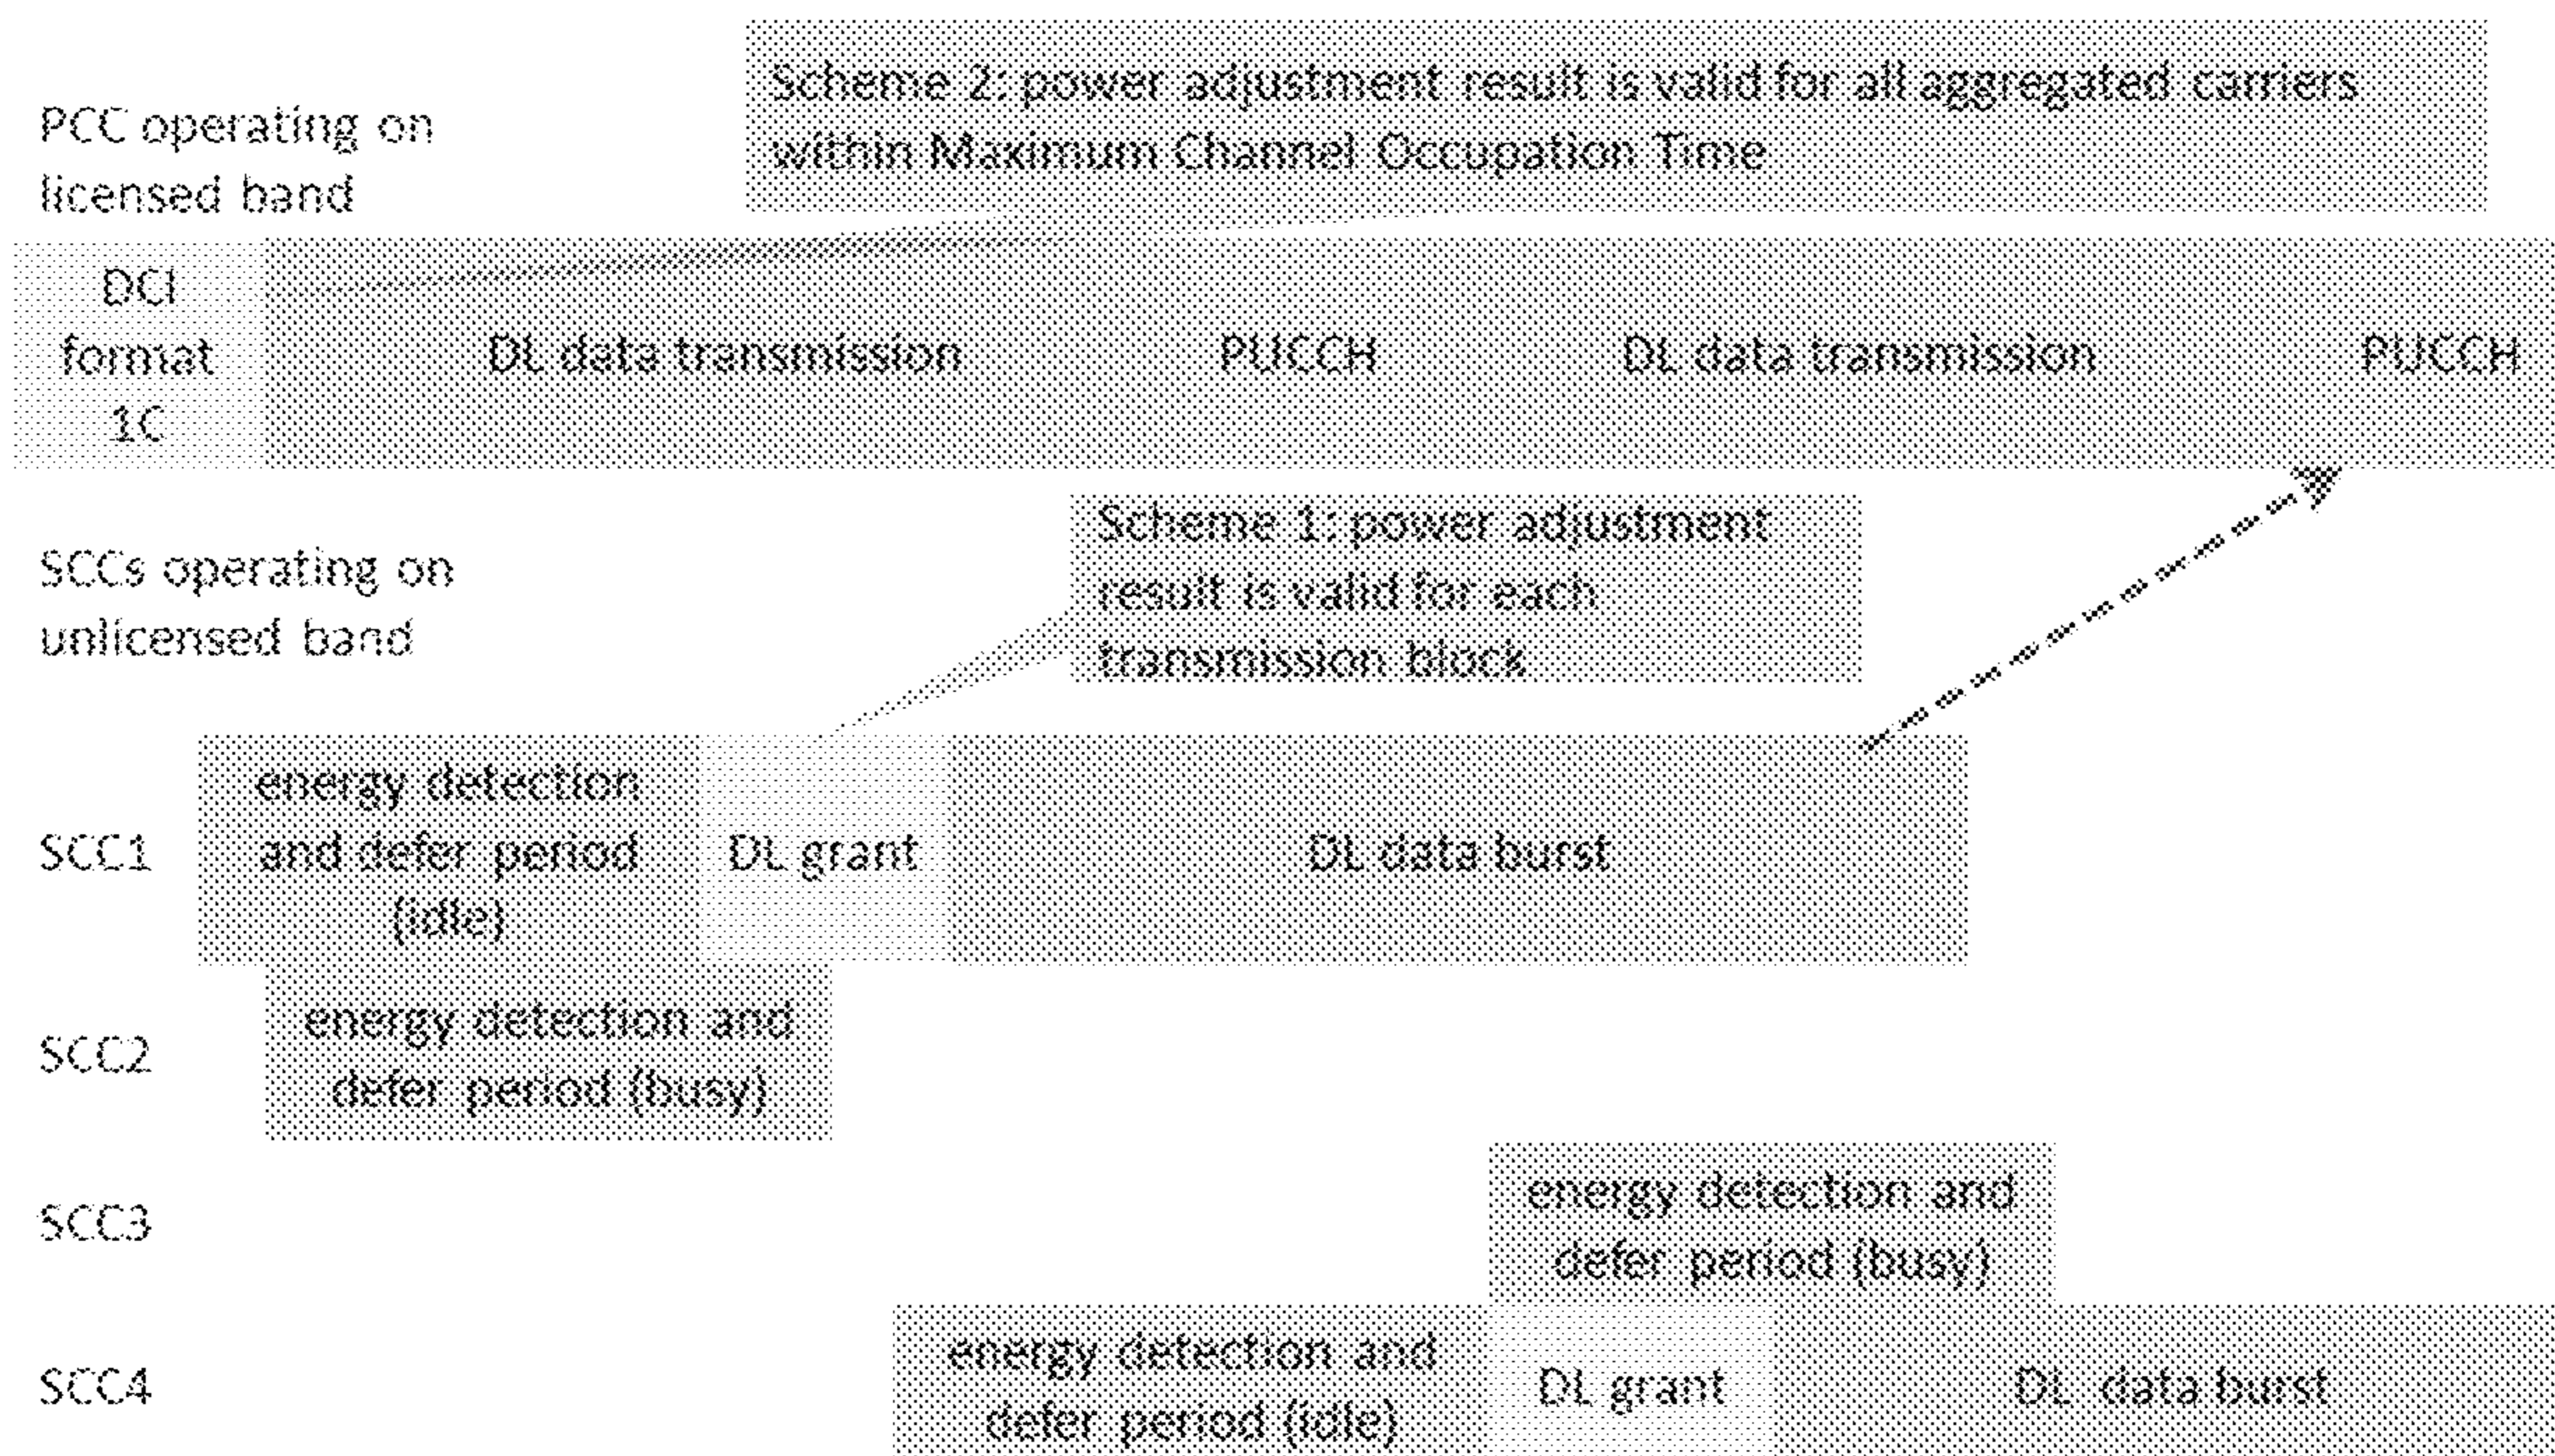 Scheme 2: power adjustment result is valid for all aggregated carriers
within Maximum Channel Occupation Time
PCC operating on
licensed band
DCI
format
1C
DL data transmission
PUCCH
DL data transmission
PUCCH
Scheme 1: power adjustment
result is valid for each
transmission block
SCCs operating on
unlicensed band
SCC1
energy detection
and defer period
(idle)
DL grant
DL data burst
SCC2
energy detection and
defer period (busy)
SCC3
energy detection and
defer period (busy)
SCC4
energy detection and
defer period (idle)
DL grant
DL data burst